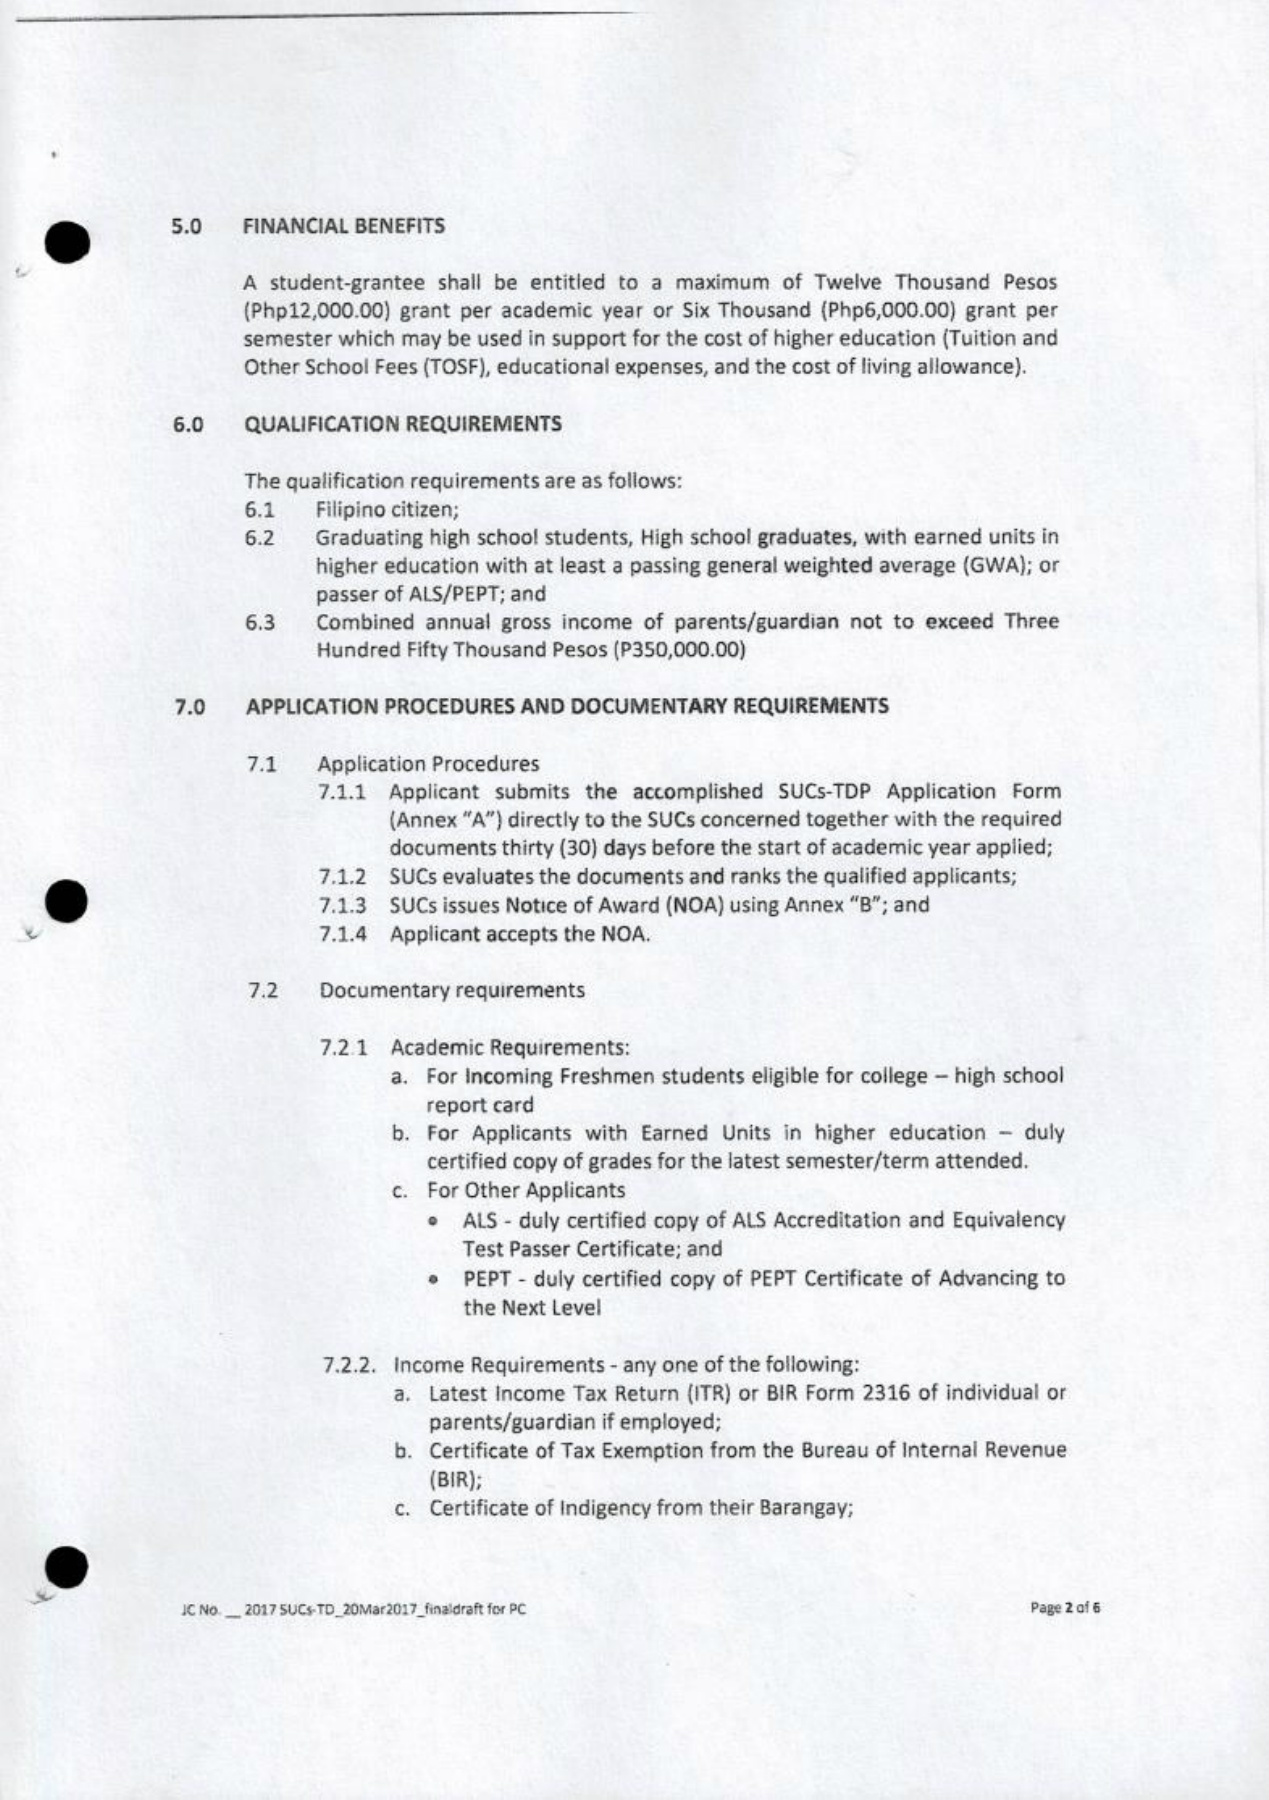 5.0 FINANCIAL BENEFITS
A student-grantee shall be entitled to a maximum of Twelve Thousand Pesos
(Php12,000.00) grant per academic year or Six Thousand (Php6,000.00) grant per
semester which may be used in support for the cost of higher education (Tuition and
Other School Fees (TOSF), educational expenses, and the cost of living allowance).
6.0 QUALIFICATION REQUIREMENTS
The qualification requirements are as follows:
6.1 Filipino citizen;
6.2 Graduating high school students, High school graduates, with earned units in
higher education with at least a passing general weighted average (GWA); or
passer of ALS/PEPT; and
6.3 Combined annual gross income of parents/guardian not to exceed Three
Hundred Fifty Thousand Pesos (P350,000.00)
7.0 APPLICATION PROCEDURES AND DOCUMENTARY REQUIREMENTS
7.1 Application Procedures
7.1.1 Applicant submits the accomplished SUCs-TDP Application Form
(Annex “A”) directly to the SUCs concerned together with the required
documents thirty (30) days before the start of academic year applied;
7.1.2 SUCs evaluates the documents and ranks the qualified applicants;
7.1.3 SUCs issues Notice of Award (NOA) using Annex “B”; and
7.1.4 Applicant accepts the NOA.
7.2 Documentary requirements
7.2.1 Academic Requirements:
a. For Incoming Freshmen students eligible for college – high school
report card
b. For Applicants with Earned Units in higher education – duly
certified copy of grades for the latest semester/term attended.
c. For Other Applicants
• ALS - duly certified copy of ALS Accreditation and Equivalency
Test Passer Certificate; and
• PEPT - duly certified copy of PEPT Certificate of Advancing to
the Next Level
7.2.2. Income Requirements - any one of the following:
a. Latest Income Tax Return (ITR) or BIR Form 2316 of individual or
parents/guardian if employed;
b. Certificate of Tax Exemption from the Bureau of Internal Revenue
(BIR);
c. Certificate of Indigency from their Barangay;
JC No. __ 2017 SUCs-TD_20Mar2017_finaldraft for PC
Page 2 of 6